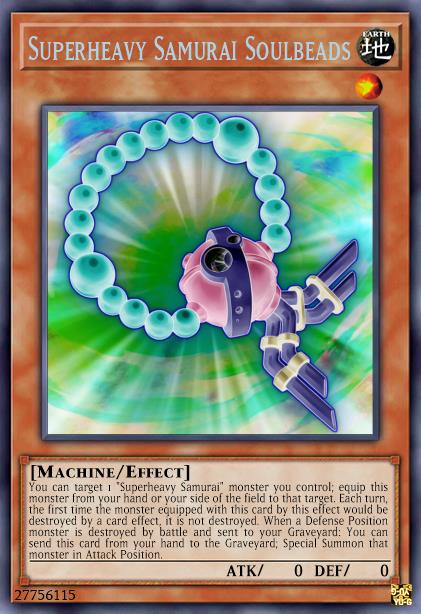 SUPERHEAVY SAMURAI SOULBEADS
EARTH
地
[MACHINE/EFFECT]
You can target 1 "Superheavy Samurai" monster you control; equip this
monster from your hand or your side of the field to that target. Each turn,
the first time the monster equipped with this card by this effect would be
destroyed by a card effect, it is not destroyed. When a Defense Position
monster is destroyed by battle and sent to your Graveyard: You can
send this card from your hand to the Graveyard; Special Summon that
monster in Attack Position.
ATK/ 0 DEF/ 0
27756115